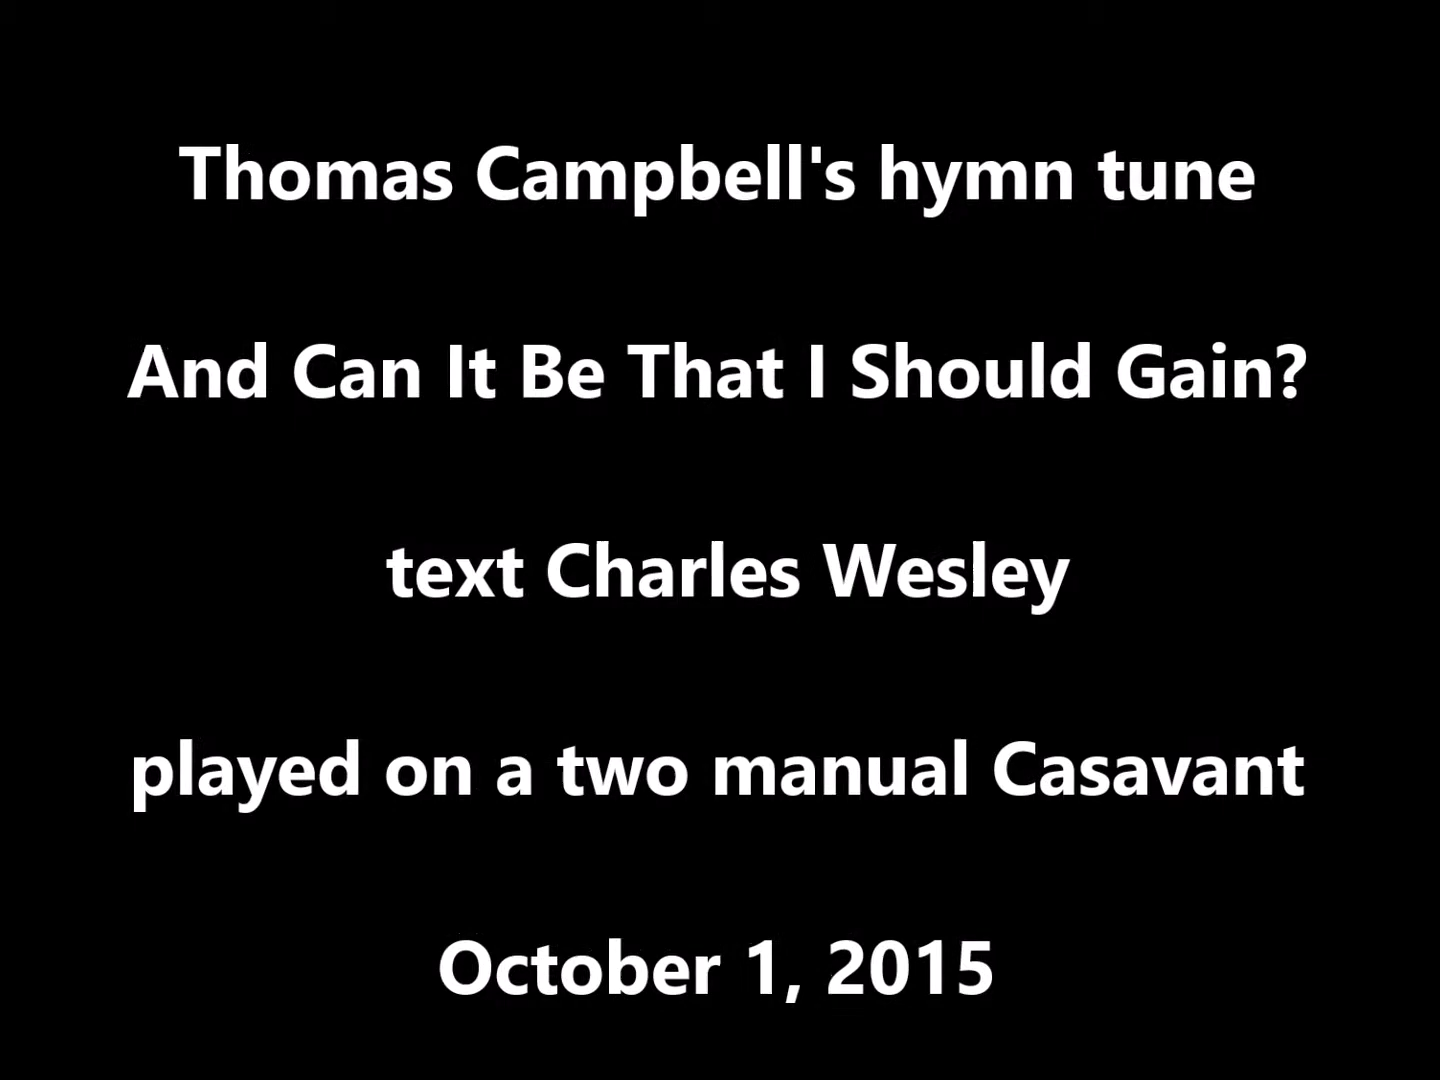 Thomas Campbell's hymn tune
And Can It Be That I Should Gain?
text Charles Wesley
played on a two manual Casavant
October 1, 2015